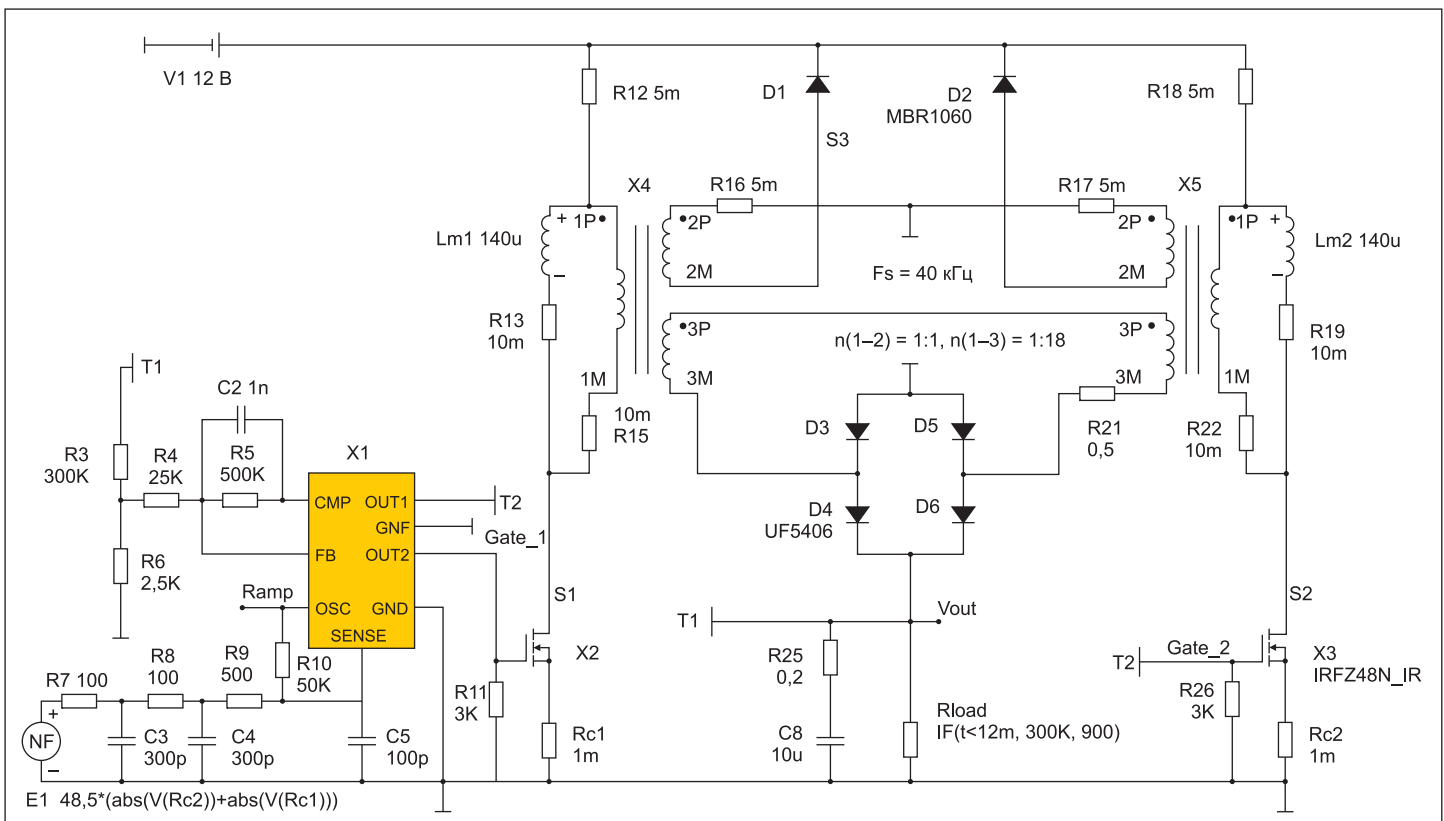 V1 12 В
R12 5m
D1
D2
MBR1060
R18 5m
S3
X4
R16 5m
R17 5m
X5
+
1P
2P
2P
1P
+
Lm1 140u
Lm2 140u
–
2M
Fs = 40 кГц
2M
–
R13
10m
3P
n(1–2) = 1:1, n(1–3) = 1:18
3P
R19
10m
T1
1M
3M
3M
1M
C2 1n
10m
R15
D3
D5
R21
0,5
R22
10m
R3
300K
R4
25K
R5
500K
X1
CMP
OUT1
T2
GNF
Gate_1
FB
OUT2
D4
UF5406
D6
R6
2,5K
Ramp
OSC
GND
SENSE
S1
S2
T1
Vout
R7 100
R8
100
R9
500
R10
50K
R11
3K
X2
R25
0,2
T2
Gate_2
X3
IRFZ48N_IR
R26
3K
+
NF
–
C3
300p
C4
300p
C5
100p
Rc1
1m
C8
10u
Rload
IF(t<12m, 300K, 900)
Rc2
1m
E1 48,5*(abs(V(Rc2))+abs(V(Rc1)))